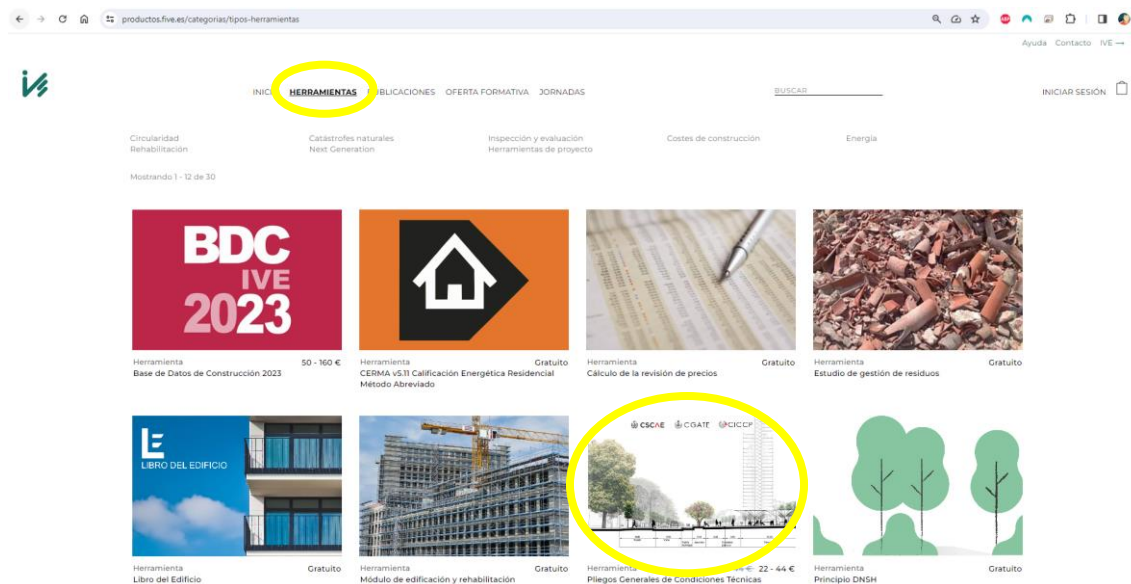 productos.five.es/categorias/tipos-herramientas
Ayuda Contacto IVE →
INICI HERRAMIENTAS PUBLICACIONES OFERTA FORMATIVA JORNADAS BUSCAR INICIAR SESIÓN
Circularidad Catástrofes naturales Inspección y evaluación Costes de construcción Energía
Rehabilitación Next Generation Herramientas de proyecto
Mostrando 1 - 12 de 30
BDC
IVE
2023
Herramienta 50 - 160 € Herramienta Gratuito Herramienta Gratuito Herramienta Gratuito
Base de Datos de Construcción 2023 CERMA v5.11 Calificación Energética Residencial Cálculo de la revisión de precios Estudio de gestión de residuos
Método Abreviado
LIBRO DEL EDIFICIO
CSCAE CGATE CICCP
Herramienta Gratuito Herramienta Gratuito Herramienta 22 - 44 € Herramienta Gratuito
Libro del Edificio Módulo de edificación y rehabilitación Pliegos Generales de Condiciones Técnicas Principio DNSH